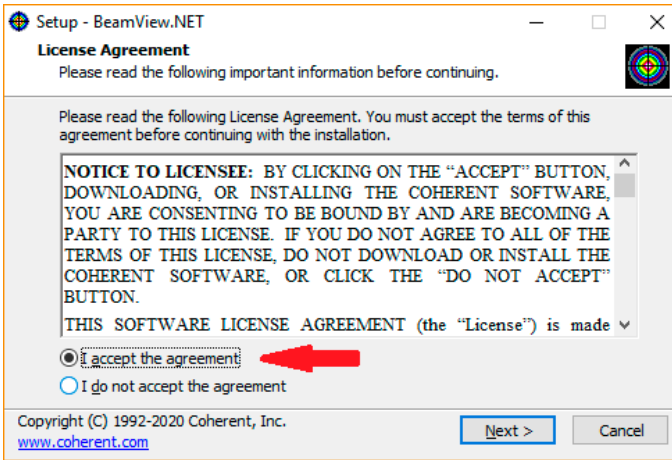 Setup - BeamView.NET
License Agreement
Please read the following important information before continuing.
Please read the following License Agreement. You must accept the terms of this
agreement before continuing with the installation.
NOTICE TO LICENSEE: BY CLICKING ON THE “ACCEPT” BUTTON,
DOWNLOADING, OR INSTALLING THE COHERENT SOFTWARE,
YOU ARE CONSENTING TO BE BOUND BY AND ARE BECOMING A
PARTY TO THIS LICENSE. IF YOU DO NOT AGREE TO ALL OF THE
TERMS OF THIS LICENSE, DO NOT DOWNLOAD OR INSTALL THE
COHERENT SOFTWARE, OR CLICK THE “DO NOT ACCEPT”
BUTTON.
THIS SOFTWARE LICENSE AGREEMENT (the “License”) is made
I accept the agreement
I do not accept the agreement
Copyright (C) 1992-2020 Coherent, Inc.
www.coherent.com
Next >
Cancel